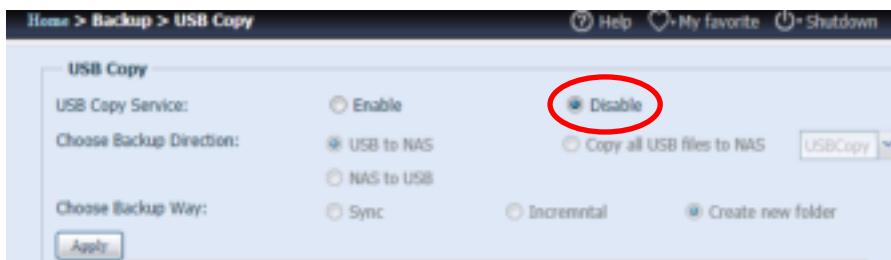 Home > Backup > USB Copy Help My favorite Shutdown
USB Copy
USB Copy Service: Enable Disable
Choose Backup Direction: USB to NAS Copy all USB files to NAS USBCopy
NAS to USB
Choose Backup Way: Sync Incremntal Create new folder
Apply